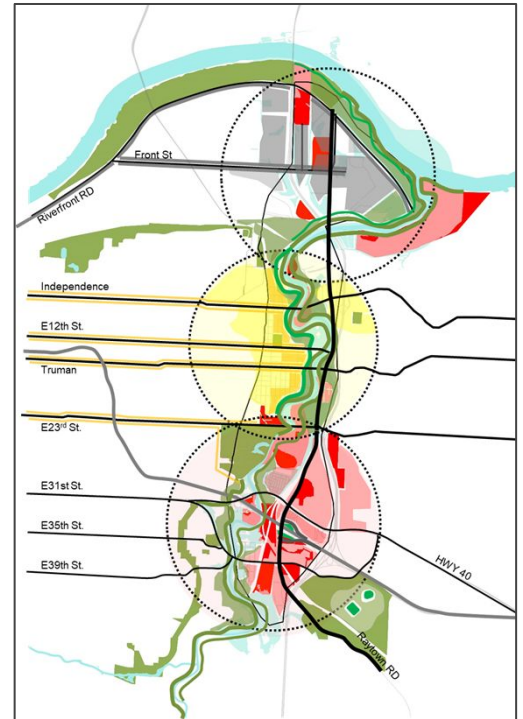 Front St
Riverfront RD
Independence
E12th St.
Truman
E23rd St.
E31st St.
E35th St.
E39th St.
HWY 40
Raytown RD